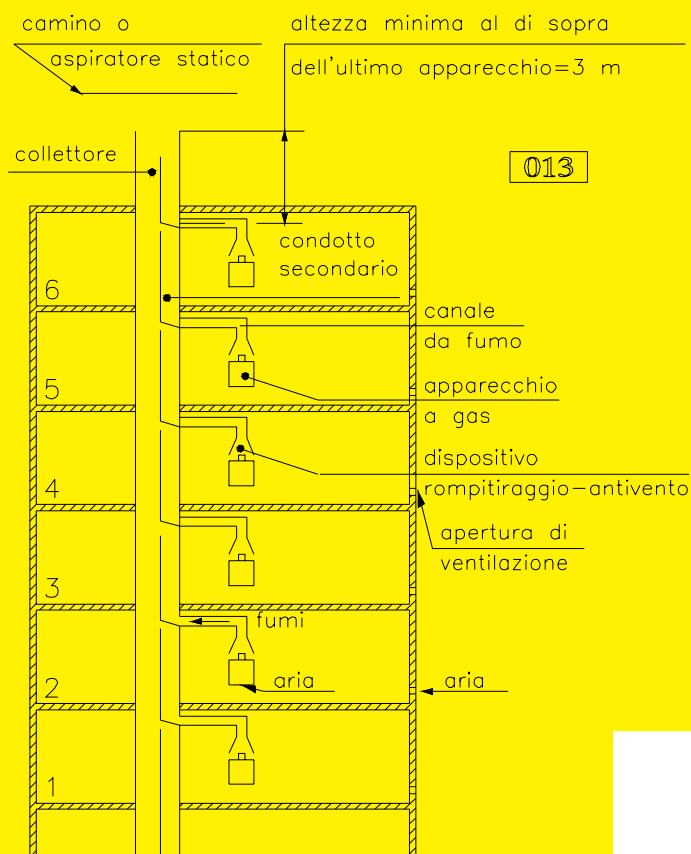 camino o
aspiratore statico
altezza minima al di sopra
dell'ultimo apparecchio=3 m
collettore
013
condotto
secondario
6
canale
da fumo
5
apparecchio
a gas
dispositivo
rompitiraggio-antivento
4
apertura di
ventilazione
3
fumi
aria
aria
2
1